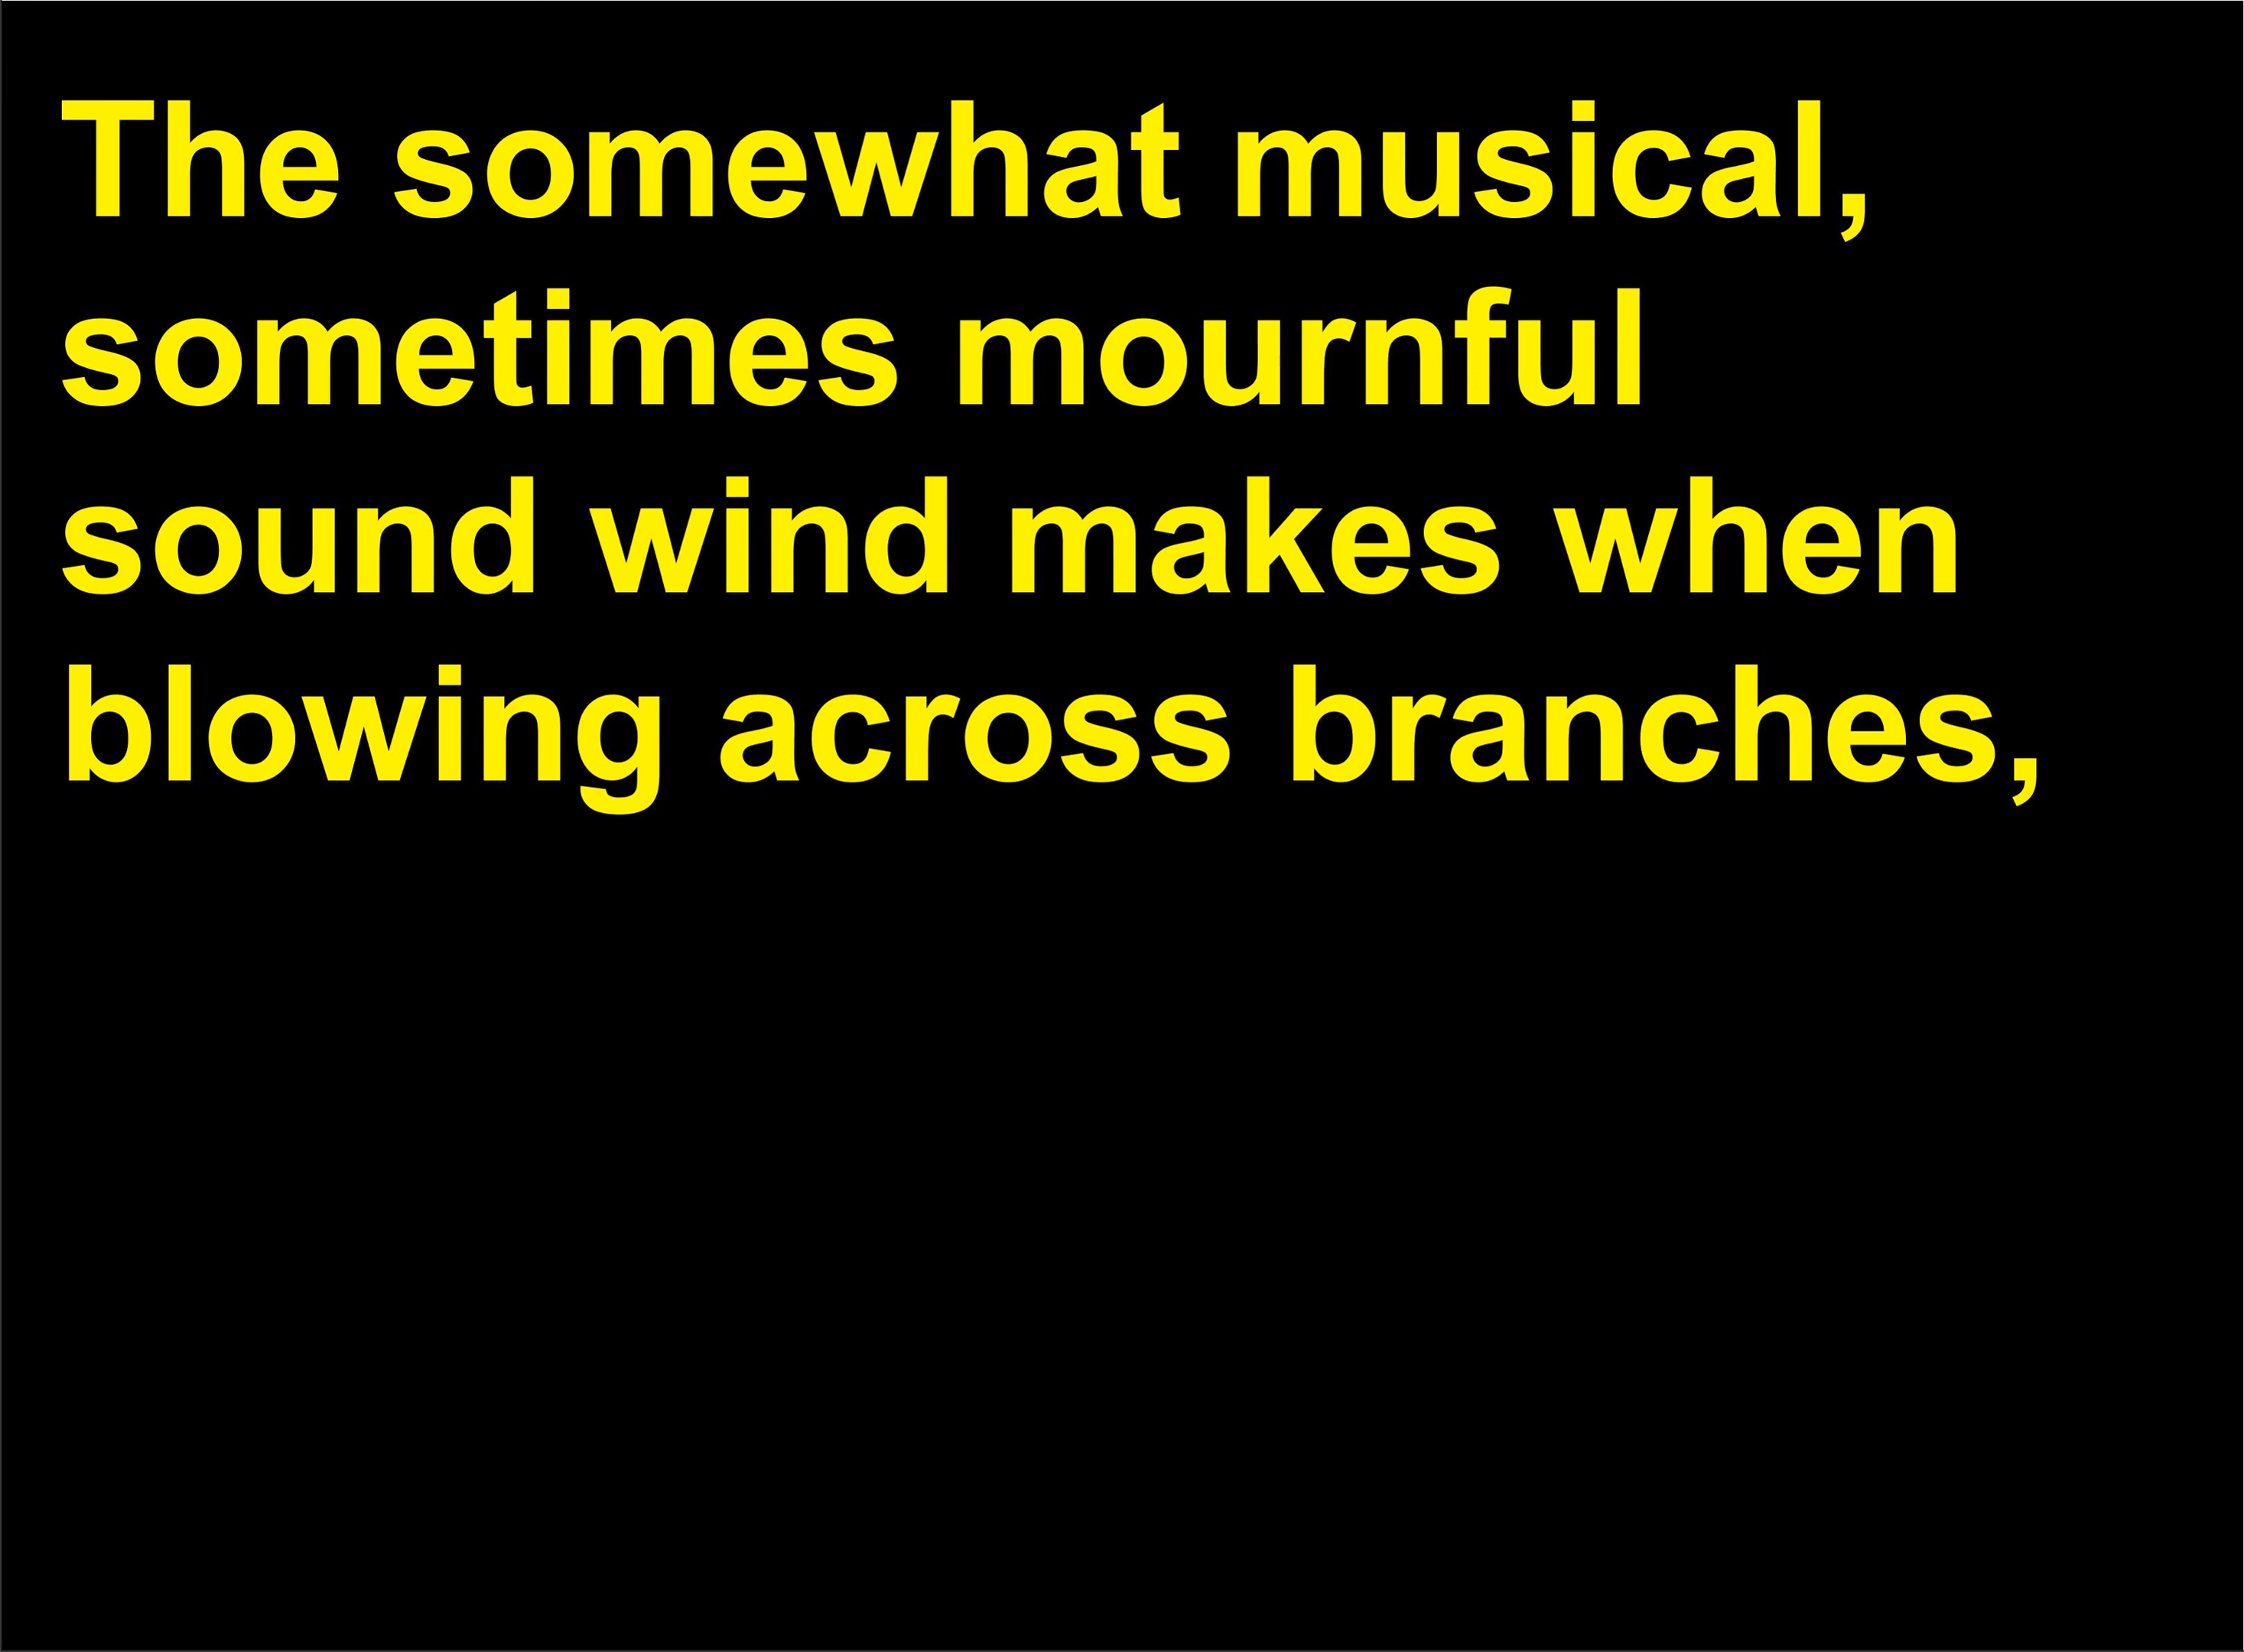 The somewhat musical,
sometimes mournful
sound wind makes when
blowing across branches,